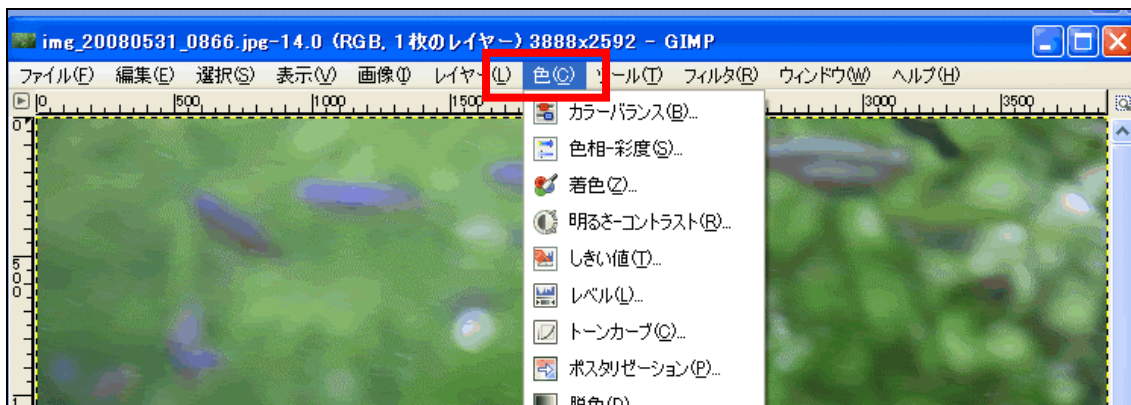 img_20080531_0866.jpg-14.0 (RGB, 1枚のレイヤー) 3888x2592 - GIMP
ファイル(F) 編集(E) 選択(S) 表示(V) 画像(I) レイヤー(L) 色(C) ツール(T) フィルタ(R) ウィンドウ(W) ヘルプ(H)
0 500 1000 1500 3000 3500
0
500
カラーバランス(B)...
色相-彩度(S)...
着色(Z)...
明るさ-コントラスト(R)...
しきい値(T)...
レベル(L)...
トーンカーブ(C)...
ポスタリゼーション(P)...
脱色(D)...